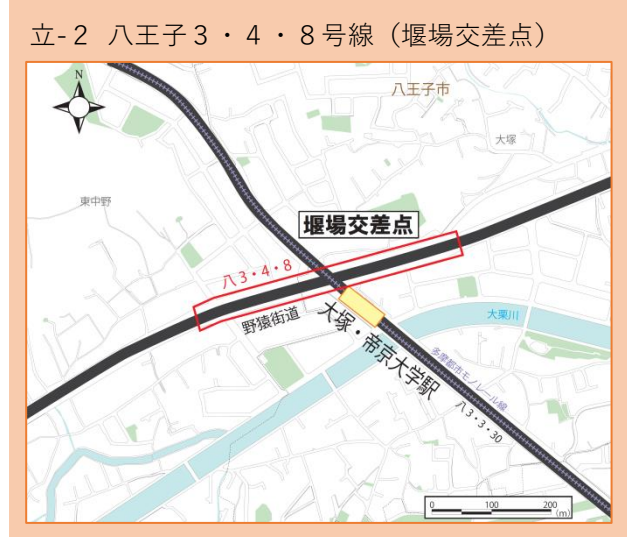 立-2 八王子3・4・8号線（堰場交差点）
N
八王子市
大塚
東中野
堰場交差点
八3・4・8
野猿街道
大塚・帝京大学駅
大栗川
多摩都市モノレール線
八3・3・30
0 100 200
(m)